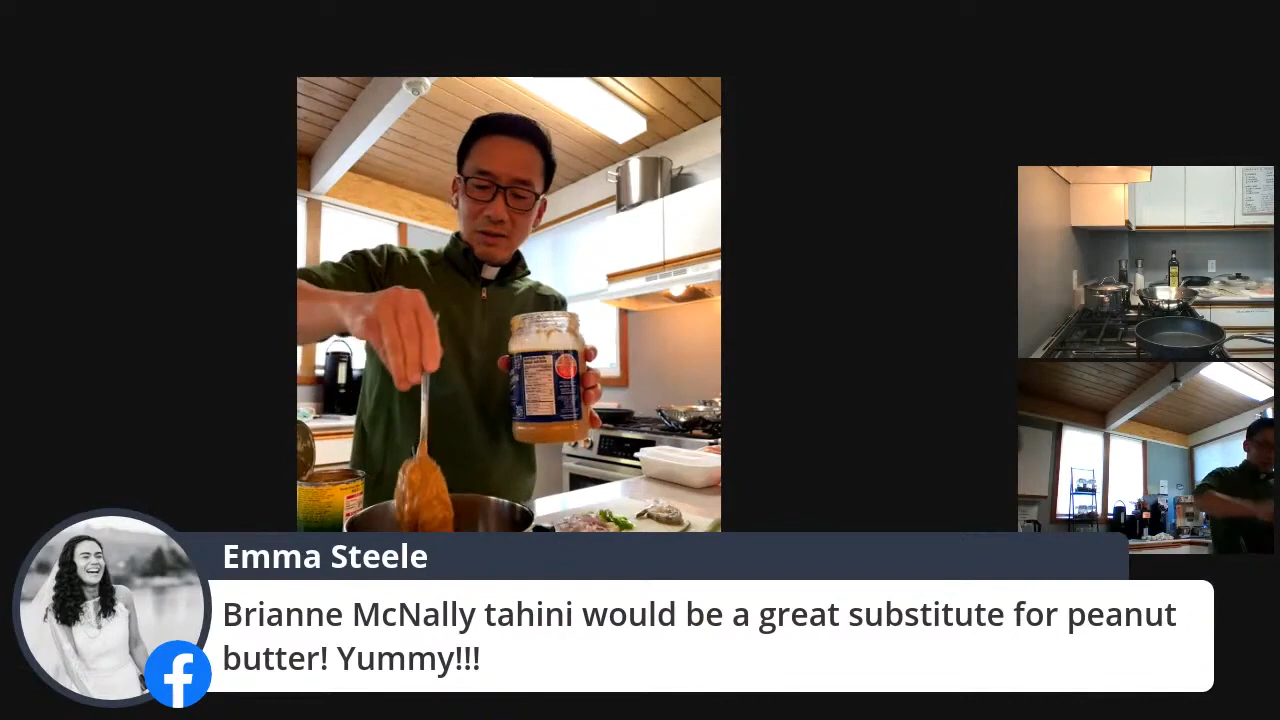 Emma Steele
Brianne McNally tahini would be a great substitute for peanut
butter! Yummy!!!